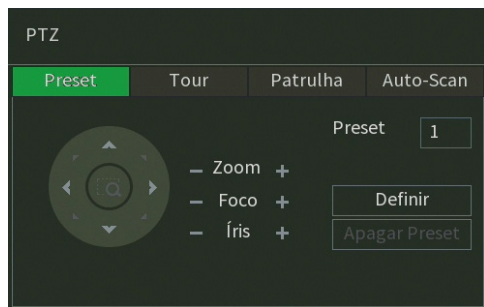 PTZ
Preset Tour Patrulha Auto-Scan
Preset 1
− Zoom +
− Foco + Definir
− Íris + Apagar Preset